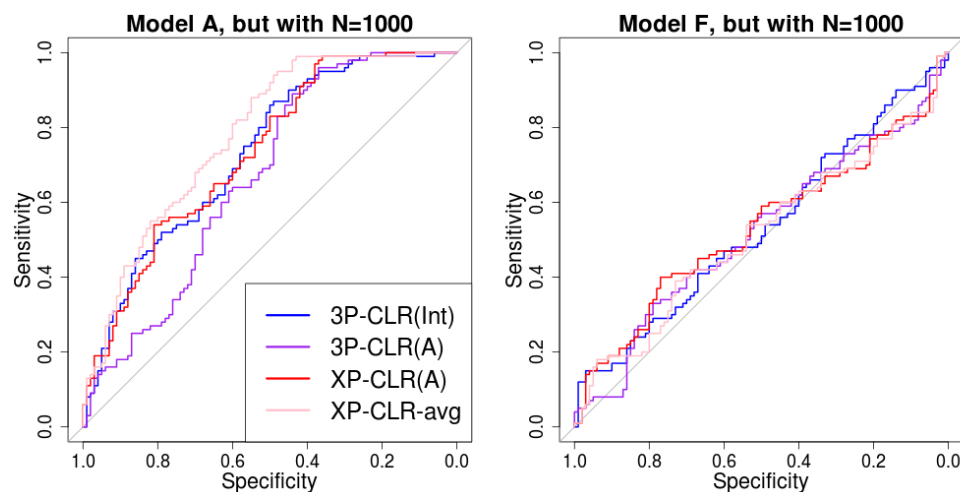 Model A, but with N=1000
Sensitivity
1.0
0.8
0.6
0.4
0.2
0.0
3P-CLR(Int)
3P-CLR(A)
XP-CLR(A)
XP-CLR-avg
1.0 0.8 0.6 0.4 0.2 0.0
Specificity
Model F, but with N=1000
Sensitivity
1.0
0.8
0.6
0.4
0.2
0.0
1.0 0.8 0.6 0.4 0.2 0.0
Specificity